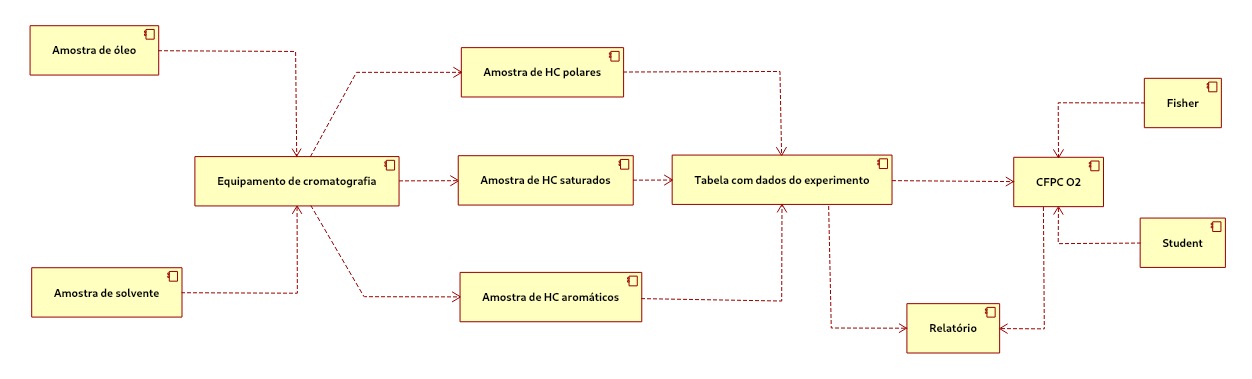 Amostra de óleo
Amostra de HC polares
Fisher
Equipamento de cromatografia
Amostra de HC saturados
Tabela com dados do experimento
CFPC O2
Student
Amostra de solvente
Amostra de HC aromáticos
Relatório